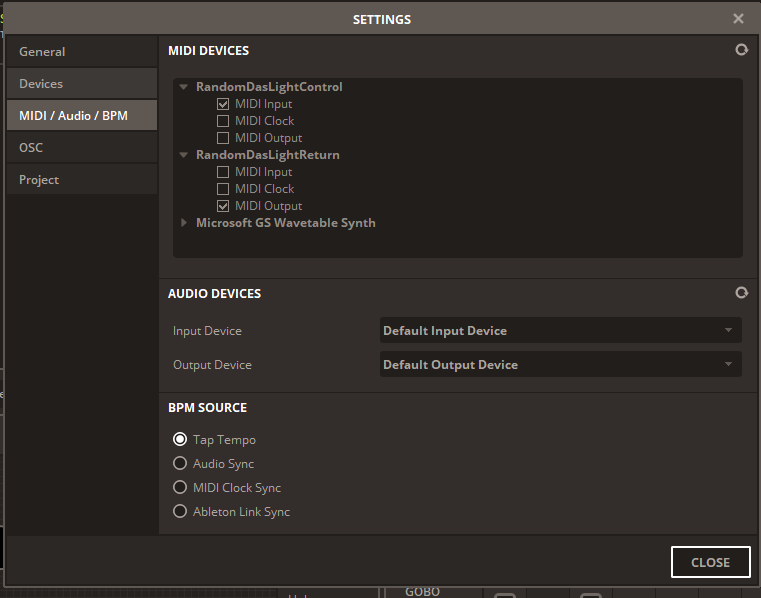 SETTINGS
General
Devices
MIDI / Audio / BPM
OSC
Project
MIDI DEVICES
RandomDasLightControl
MIDI Input
MIDI Clock
MIDI Output
RandomDasLightReturn
MIDI Input
MIDI Clock
MIDI Output
Microsoft GS Wavetable Synth
AUDIO DEVICES
Input Device
Default Input Device
Output Device
Default Output Device
BPM SOURCE
Tap Tempo
Audio Sync
MIDI Clock Sync
Ableton Link Sync
CLOSE
GOBO